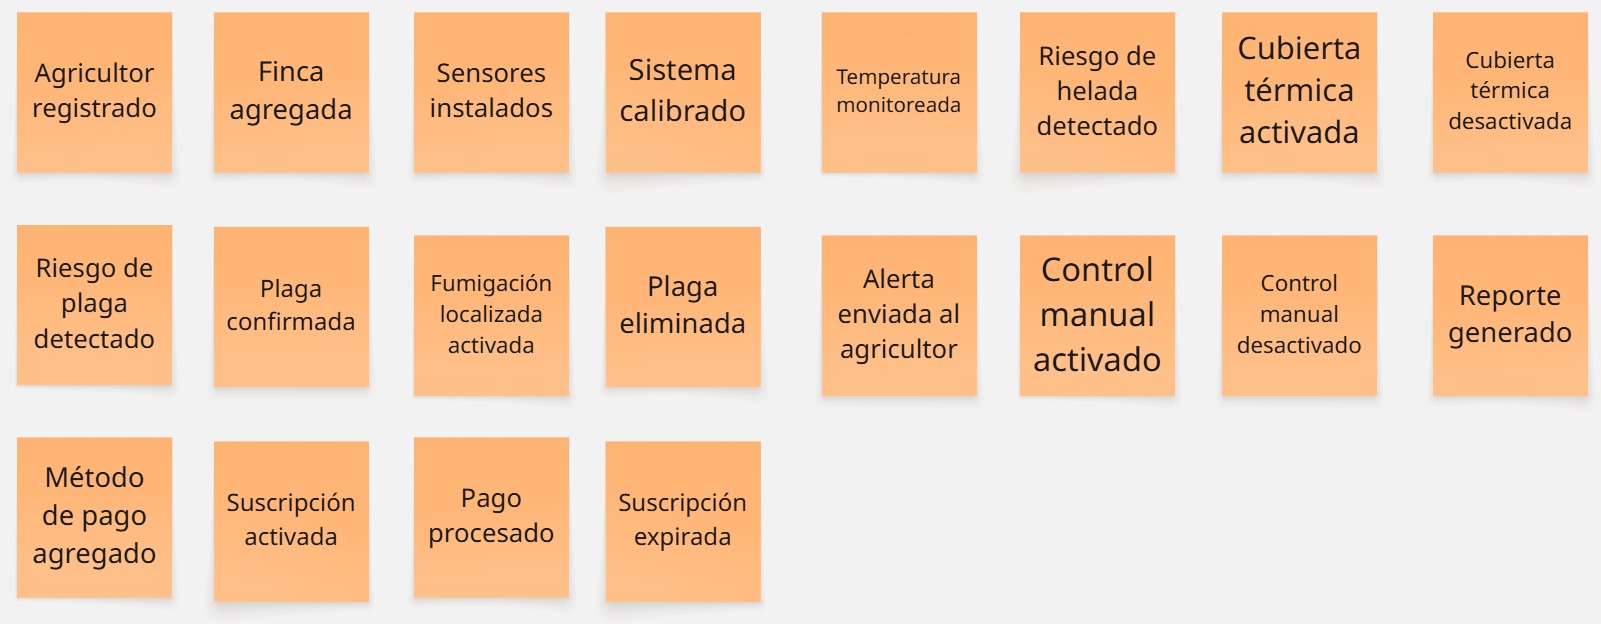 Agricultor
registrado
Finca
agregada
Sensores
instalados
Sistema
calibrado
Temperatura
monitoreada
Riesgo de
helada
detectado
Cubierta
térmica
activada
Cubierta
térmica
desactivada
Riesgo de
plaga
detectado
Plaga
confirmada
Fumigación
localizada
activada
Plaga
eliminada
Alerta
enviada al
agricultor
Control
manual
activado
Control
manual
desactivado
Reporte
generado
Método
de pago
agregado
Suscripción
activada
Pago
procesado
Suscripción
expirada